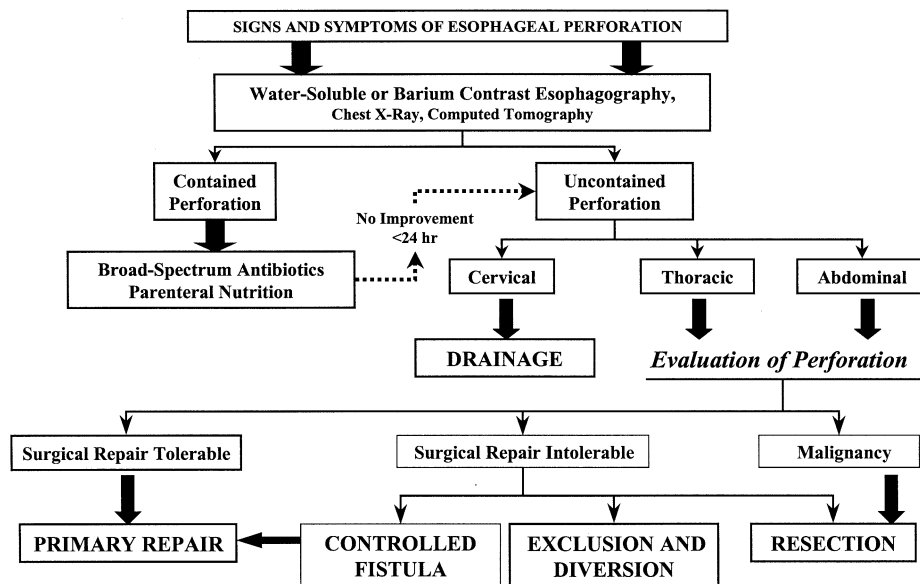 SIGNS AND SYMPTOMS OF ESOPHAGEAL PERFORATION
Water-Soluble or Barium Contrast Esophagography,
Chest X-Ray, Computed Tomography
Contained
Perforation
Uncontained
Perforation
No Improvement
<24 hr
Broad-Spectrum Antibiotics
Parenteral Nutrition
Cervical
Thoracic
Abdominal
DRAINAGE
Evaluation of Perforation
Surgical Repair Tolerable
Surgical Repair Intolerable
Malignancy
PRIMARY REPAIR
CONTROLLED
FISTULA
EXCLUSION AND
DIVERSION
RESECTION